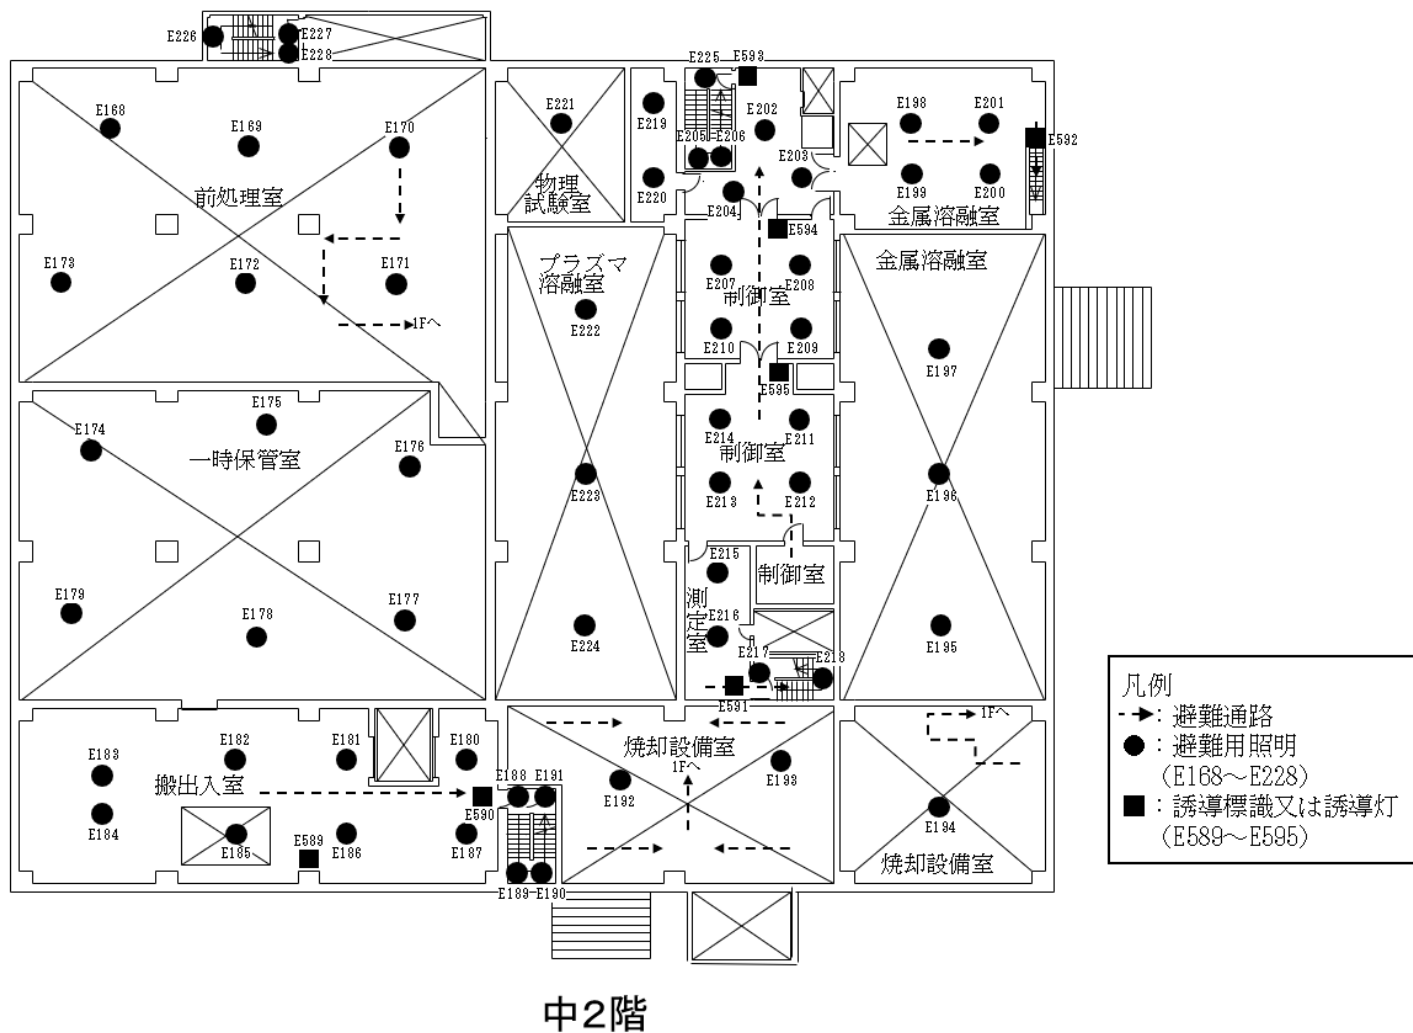 E226
E227
E228
E225
E593
E168
E169
E170
E221
E219
E202
E198
E201
E205
E206
E592
E203
前処理室
物理
試験室
E220
E204
E199
E200
金属溶融室
E594
E173
E172
E171
プラズマ
溶融室
E207
E208
金属溶融室
制御室
1Fへ
E222
E210
E209
E197
E595
E175
E174
E176
E214
E211
一時保管室
制御室
E223
E213
E212
E196
E215
E179
E178
E177
制御室
測
定
室
E216
E224
E217
E218
E195
E591
凡例
:避難通路
:避難用照明
(E168～E228)
:誘導標識又は誘導灯
(E589～E595)
1Fへ
E183
E182
E181
E180
焼却設備室
1Fへ
E188
E191
E193
搬出入室
E192
E590
E184
E589
E185
E186
E187
E194
焼却設備室
E189
E190
中2階